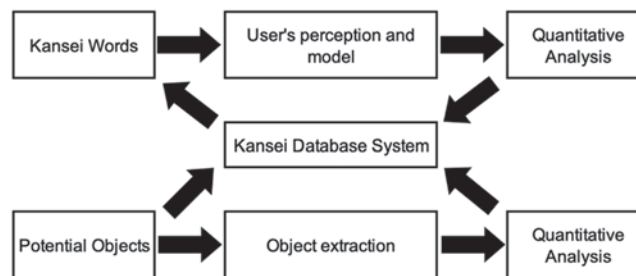 Kansei Words
User's perception and
model
Quantitative
Analysis
Kansei Database System
Potential Objects
Object extraction
Quantitative
Analysis